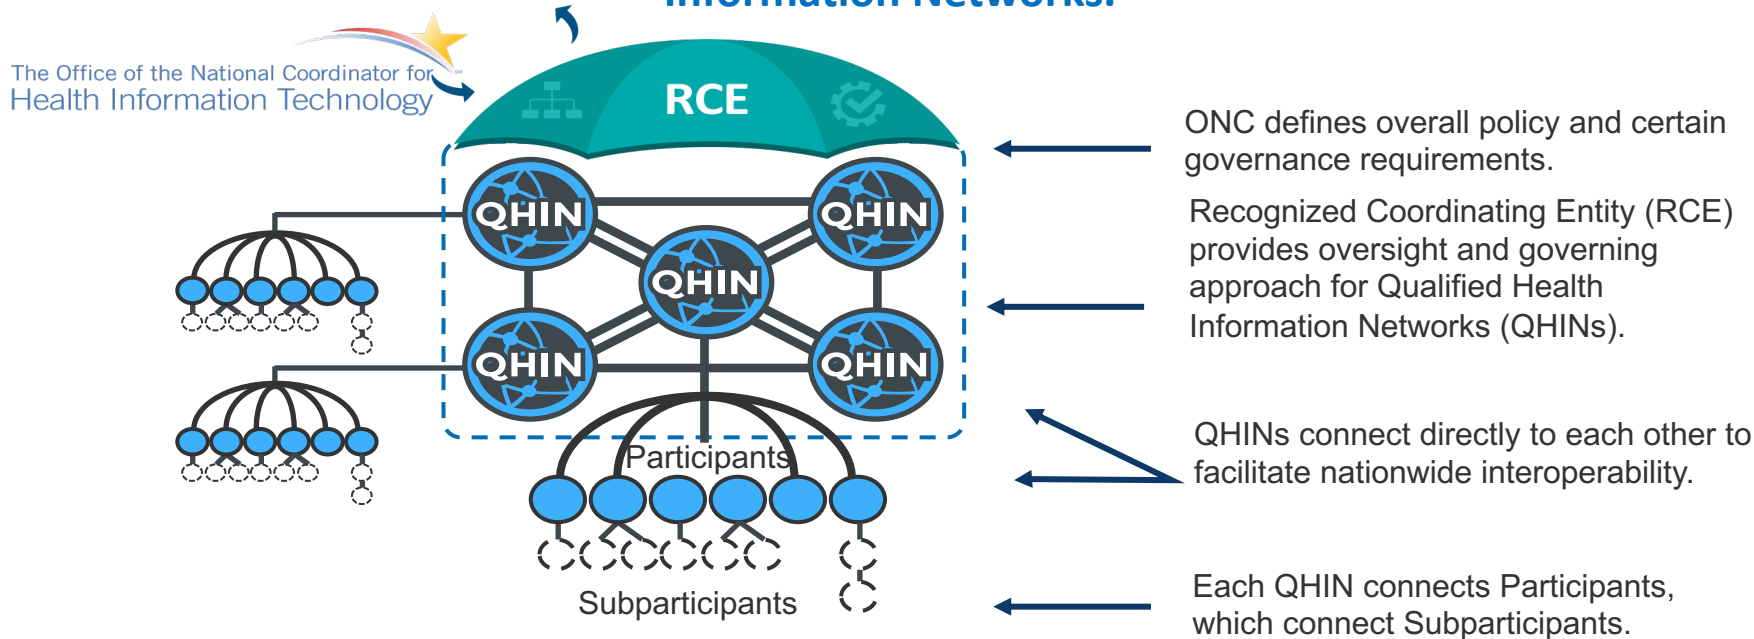 Information Networks.
The Office of the National Coordinator for
Health Information Technology
RCE
ONC defines overall policy and certain
governance requirements.
QHIN
QHIN
Recognized Coordinating Entity (RCE)
provides oversight and governing
approach for Qualified Health
Information Networks (QHINs).
QHIN
QHIN
QHIN
Participants
QHINs connect directly to each other to
facilitate nationwide interoperability.
Subparticipants
Each QHIN connects Participants,
which connect Subparticipants.